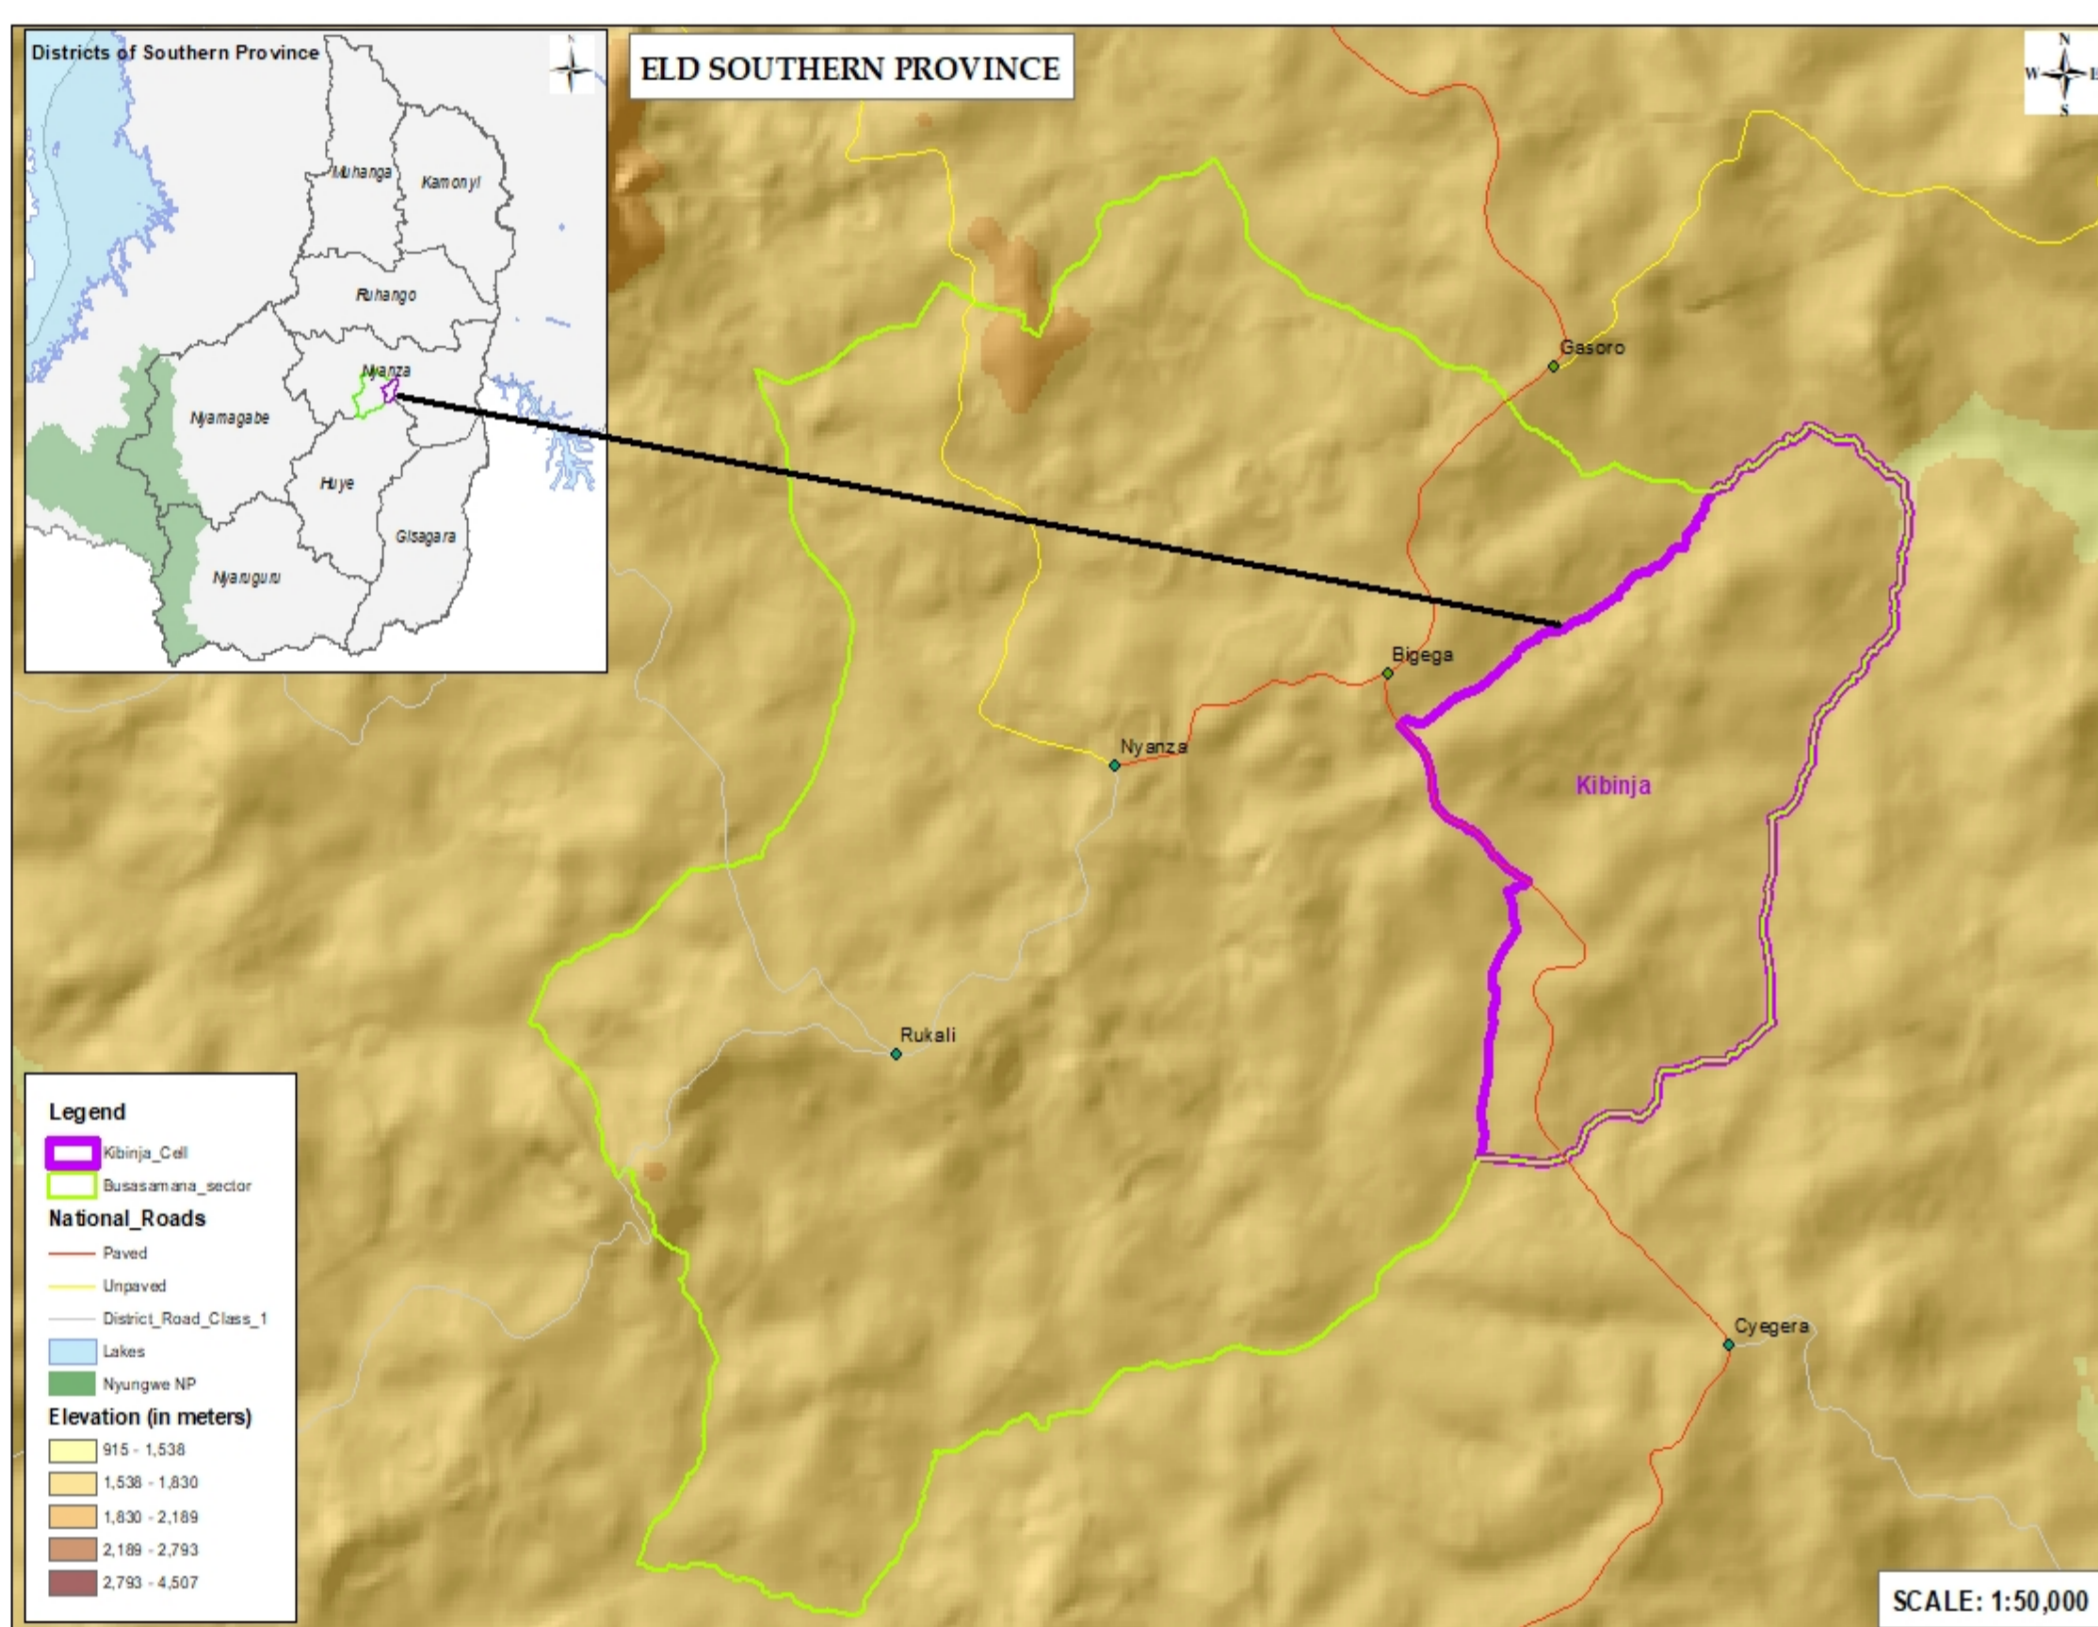 Districts of Southern Province
N
ELD SOUTHERN PROVINCE
N
W E
S
Muhanga
Kamonyi
Ruhango
Nyanza
Nyamagabe
Huye
Gisagara
Nyaruguru
Gasoro
Bigega
Nyanza
Kibinja
Rukali
Cyegera
Legend
Kibinja_Cell
Busasamana_sector
National_Roads
Paved
Unpaved
District_Road_Class_1
Lakes
Nyungwe NP
Elevation (in meters)
915 - 1,538
1,538 - 1,830
1,830 - 2,189
2,189 - 2,793
2,793 - 4,507
SCALE: 1:50,000